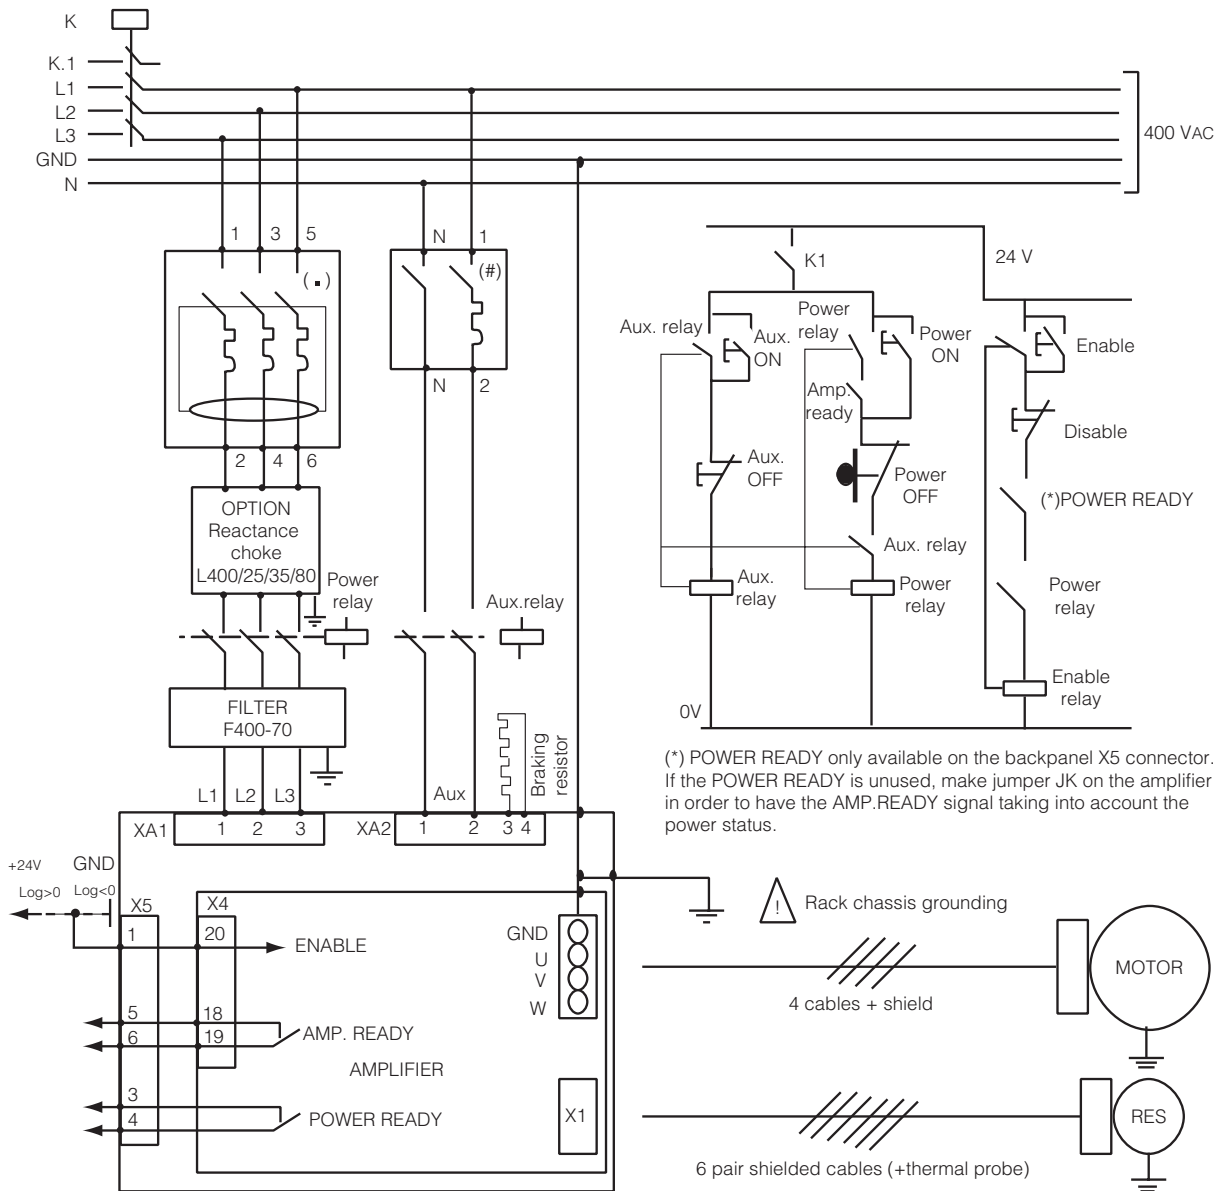 K
K.1
L1
L2
L3
GND
N
400 VAC
1 3 5
N 1
( . )
(#)
N 2
2 4 6
OPTION
Reactance
choke
L400/25/35/80
Power
relay
Aux.relay
FILTER
F400-70
Braking
resistor
L1 L2 L3
Aux
XA1 1 2 3
XA2 1 2 3 4
K1
24 V
Aux. relay
Aux.
ON
Power
relay
Power
ON
Enable
Amp.
ready
Disable
Aux.
OFF
Power
OFF
(*)POWER READY
Aux. relay
Aux.
relay
Power
relay
Power
relay
Enable
relay
0V
(*) POWER READY only available on the backpanel X5 connector.
If the POWER READY is unused, make jumper JK on the amplifier
in order to have the AMP.READY signal taking into account the
power status.
+24V GND
Log>0 Log<0
X5 X4
1 20 ENABLE
5 18
6 19 AMP. READY
AMPLIFIER
3
4 POWER READY
GND
U
V
W
X1
! Rack chassis grounding
MOTOR
4 cables + shield
RES
6 pair shielded cables (+thermal probe)